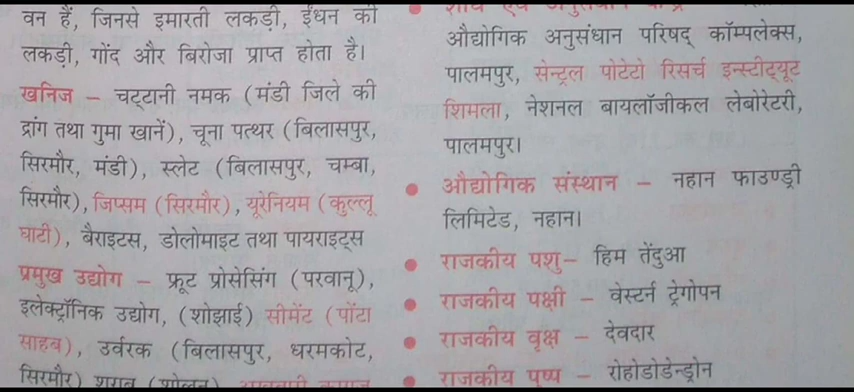 वन हैं, जिनसे इमारती लकड़ी, ईंधन की
लकड़ी, गोंद और बिरोजा प्राप्त होता है।
खनिज – चट्टानी नमक (मंडी जिले की
द्रांग तथा गुमा खानें), चूना पत्थर (बिलासपुर,
सिरमौर, मंडी), स्लेट (बिलासपुर, चम्बा,
सिरमौर), जिप्सम (सिरमौर), यूरेनियम (कुल्लू
घाटी), बैराइटस, डोलोमाइट तथा पायराइट्स
प्रमुख उद्योग – फ्रूट प्रोसेसिंग (परवानू),
इलेक्ट्रॉनिक उद्योग, (शोझाई) सीमेंट (पोंटा
साहब), उर्वरक (बिलासपुर, धरमकोट,
सिरमौर) शराब (शोलन)
औद्योगिक अनुसंधान परिषद् कॉम्पलेक्स,
पालमपुर, सेन्ट्रल पोटेटो रिसर्च इन्स्टीट्यूट
शिमला, नेशनल बायलॉजीकल लेबोरेटरी,
पालमपुर।
• औद्योगिक संस्थान – नहान फाउण्ड्री
लिमिटेड, नहान।
• राजकीय पशु– हिम तेंदुआ
• राजकीय पक्षी – वेस्टर्न ट्रेगोपन
• राजकीय वृक्ष – देवदार
• राजकीय पुष्प – रोहोडोडेन्ड्रोन